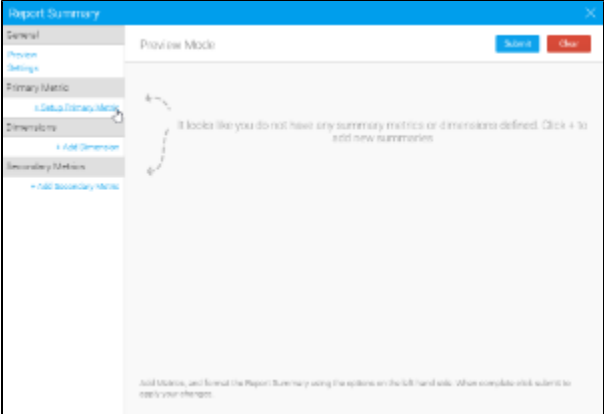 Report Summary
General
Preview
Settings
Primary Metric
+ Setup Primary Metric
Dimensions
+ Add Dimension
Secondary Metrics
+ Add Secondary Metric
Preview Mode
Submit
Clear
It looks like you do not have any summary metrics or dimensions defined. Click + to
add new summaries
Add Metrics, and format the Report Summary using the options on the left hand side. When complete click submit to
apply your changes.